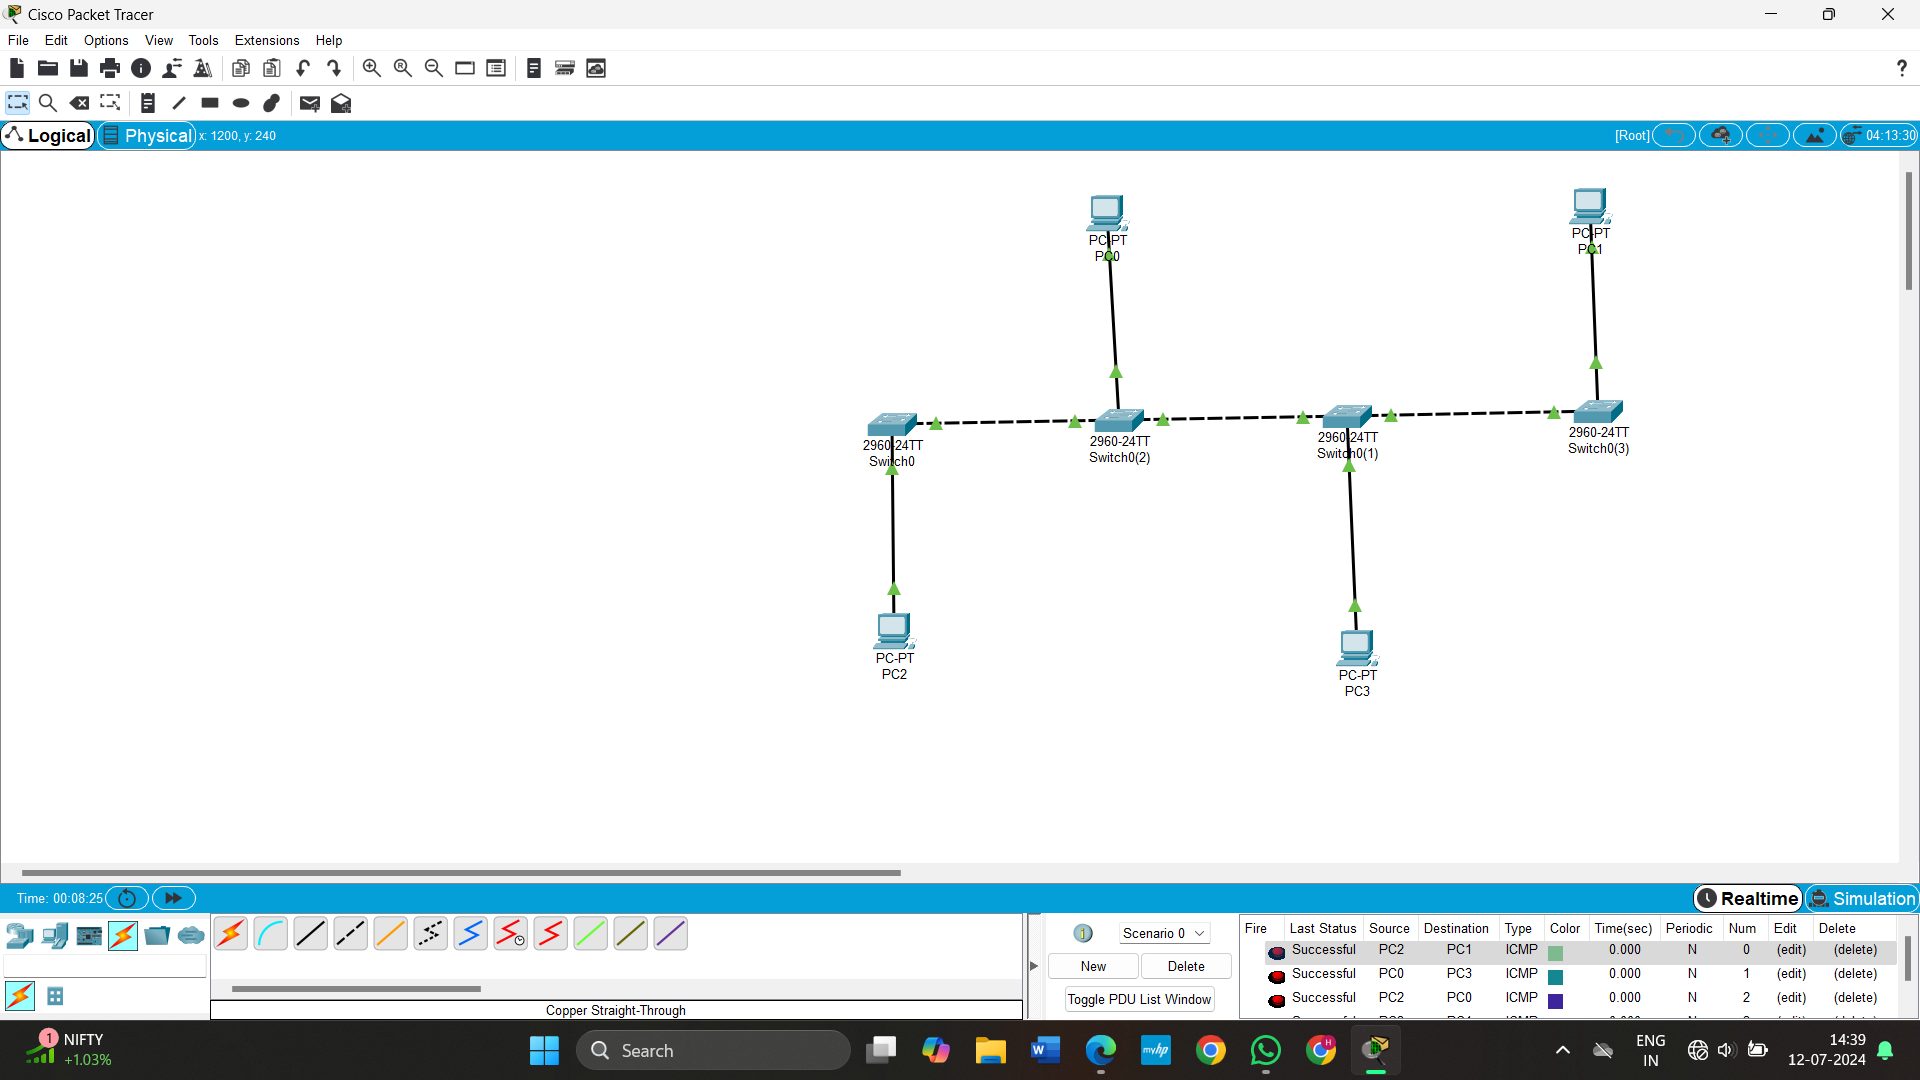 Cisco Packet Tracer
File Edit Options View Tools Extensions Help
?
Logical Physical x: 1200, y: 240 [Root] 04:13:30
PC-PT
PC0
PC-PT
PC1
2960-24TT
Switch0
2960-24TT
Switch0(2)
2960-24TT
Switch0(1)
2960-24TT
Switch0(3)
PC-PT
PC2
PC-PT
PC3
Time: 00:08:25 Realtime Simulation
Scenario 0
New Delete
Toggle PDU List Window
Copper Straight-Through
Fire Last Status Source Destination Type Color Time(sec) Periodic Num Edit Delete
Successful PC2 PC1 ICMP 0.000 N 0 (edit) (delete)
Successful PC0 PC3 ICMP 0.000 N 1 (edit) (delete)
Successful PC2 PC0 ICMP 0.000 N 2 (edit) (delete)
1 NIFTY
+1.03%
Search
myhp
H
ENG
IN
14:39
12-07-2024